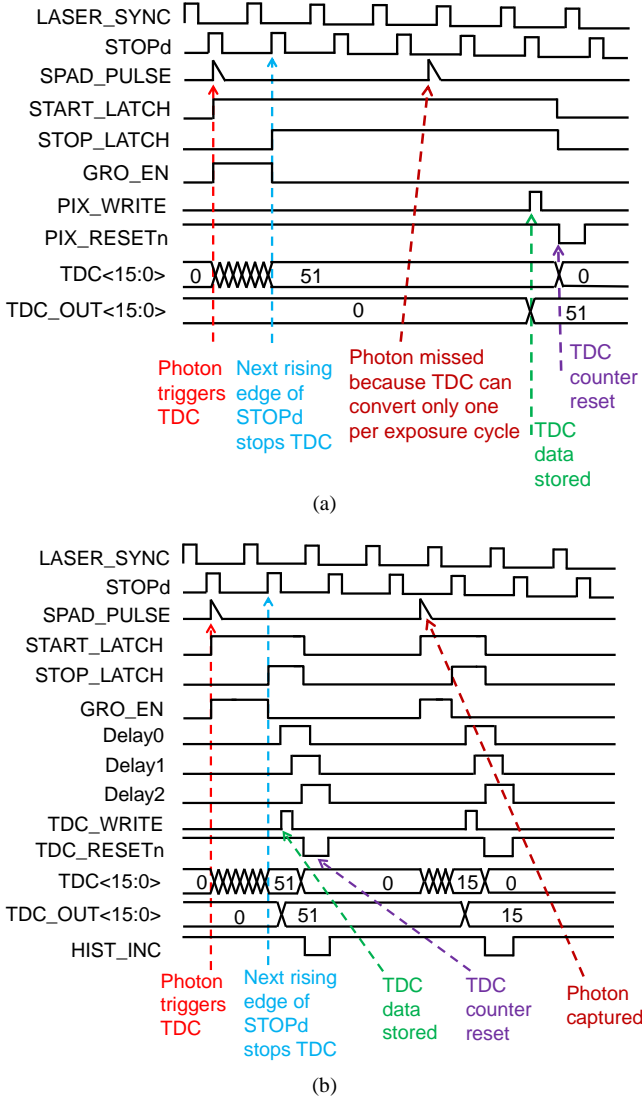 LASER_SYNC
STOPd
SPAD_PULSE
START_LATCH
STOP_LATCH
GRO_EN
PIX_WRITE
PIX_RESETn
TDC<15:0> 0 51 0
TDC_OUT<15:0> 0 51
Photon triggers TDC
Next rising edge of STOPd stops TDC
Photon missed because TDC can convert only one per exposure cycle
TDC data stored
TDC counter reset
(a)
LASER_SYNC
STOPd
SPAD_PULSE
START_LATCH
STOP_LATCH
GRO_EN
Delay0
Delay1
Delay2
TDC_WRITE
TDC_RESETn
TDC<15:0> 0 51 0 15 0
TDC_OUT<15:0> 0 51 15
HIST_INC
Photon triggers TDC
Next rising edge of STOPd stops TDC
TDC data stored
TDC counter reset
Photon captured
(b)